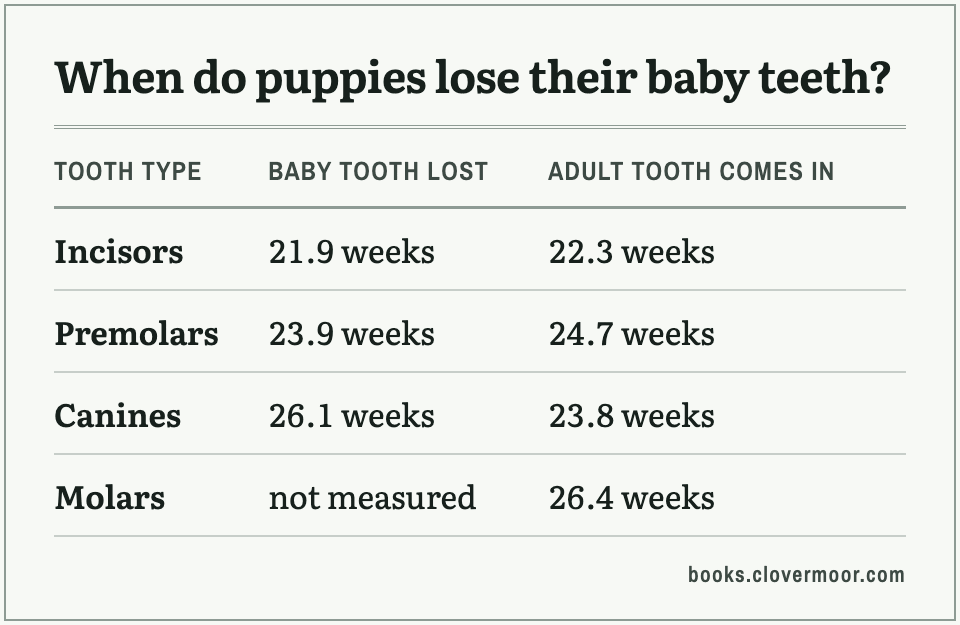 When do puppies lose their baby teeth?
TOOTH TYPE BABY TOOTH LOST ADULT TOOTH COMES IN
Incisors 21.9 weeks 22.3 weeks
Premolars 23.9 weeks 24.7 weeks
Canines 26.1 weeks 23.8 weeks
Molars not measured 26.4 weeks
books.clovermoor.com